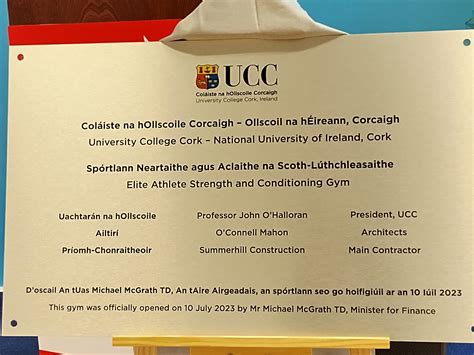 UCC
Coláiste na hOllscoile Corcaigh
University College Cork, Ireland
Coláiste na hOllscoile Corcaigh – Ollscoil na hÉireann, Corcaigh
University College Cork – National University of Ireland, Cork
Spórtlann Neartaithe agus Aclaithe na Scoth-Lúthchleasaithe
Elite Athlete Strength and Conditioning Gym
Uachtarán na hOllscoile Professor John O'Halloran President, UCC
Ailtirí O'Connell Mahon Architects
Príomh-Chonraitheoir Summerhill Construction Main Contractor
D'oscail An tUas Michael McGrath TD, An tAire Airgeadais, an spórtlann seo go hoifigiúil ar an 10 Iúil 2023
This gym was officially opened on 10 July 2023 by Mr Michael McGrath TD, Minister for Finance